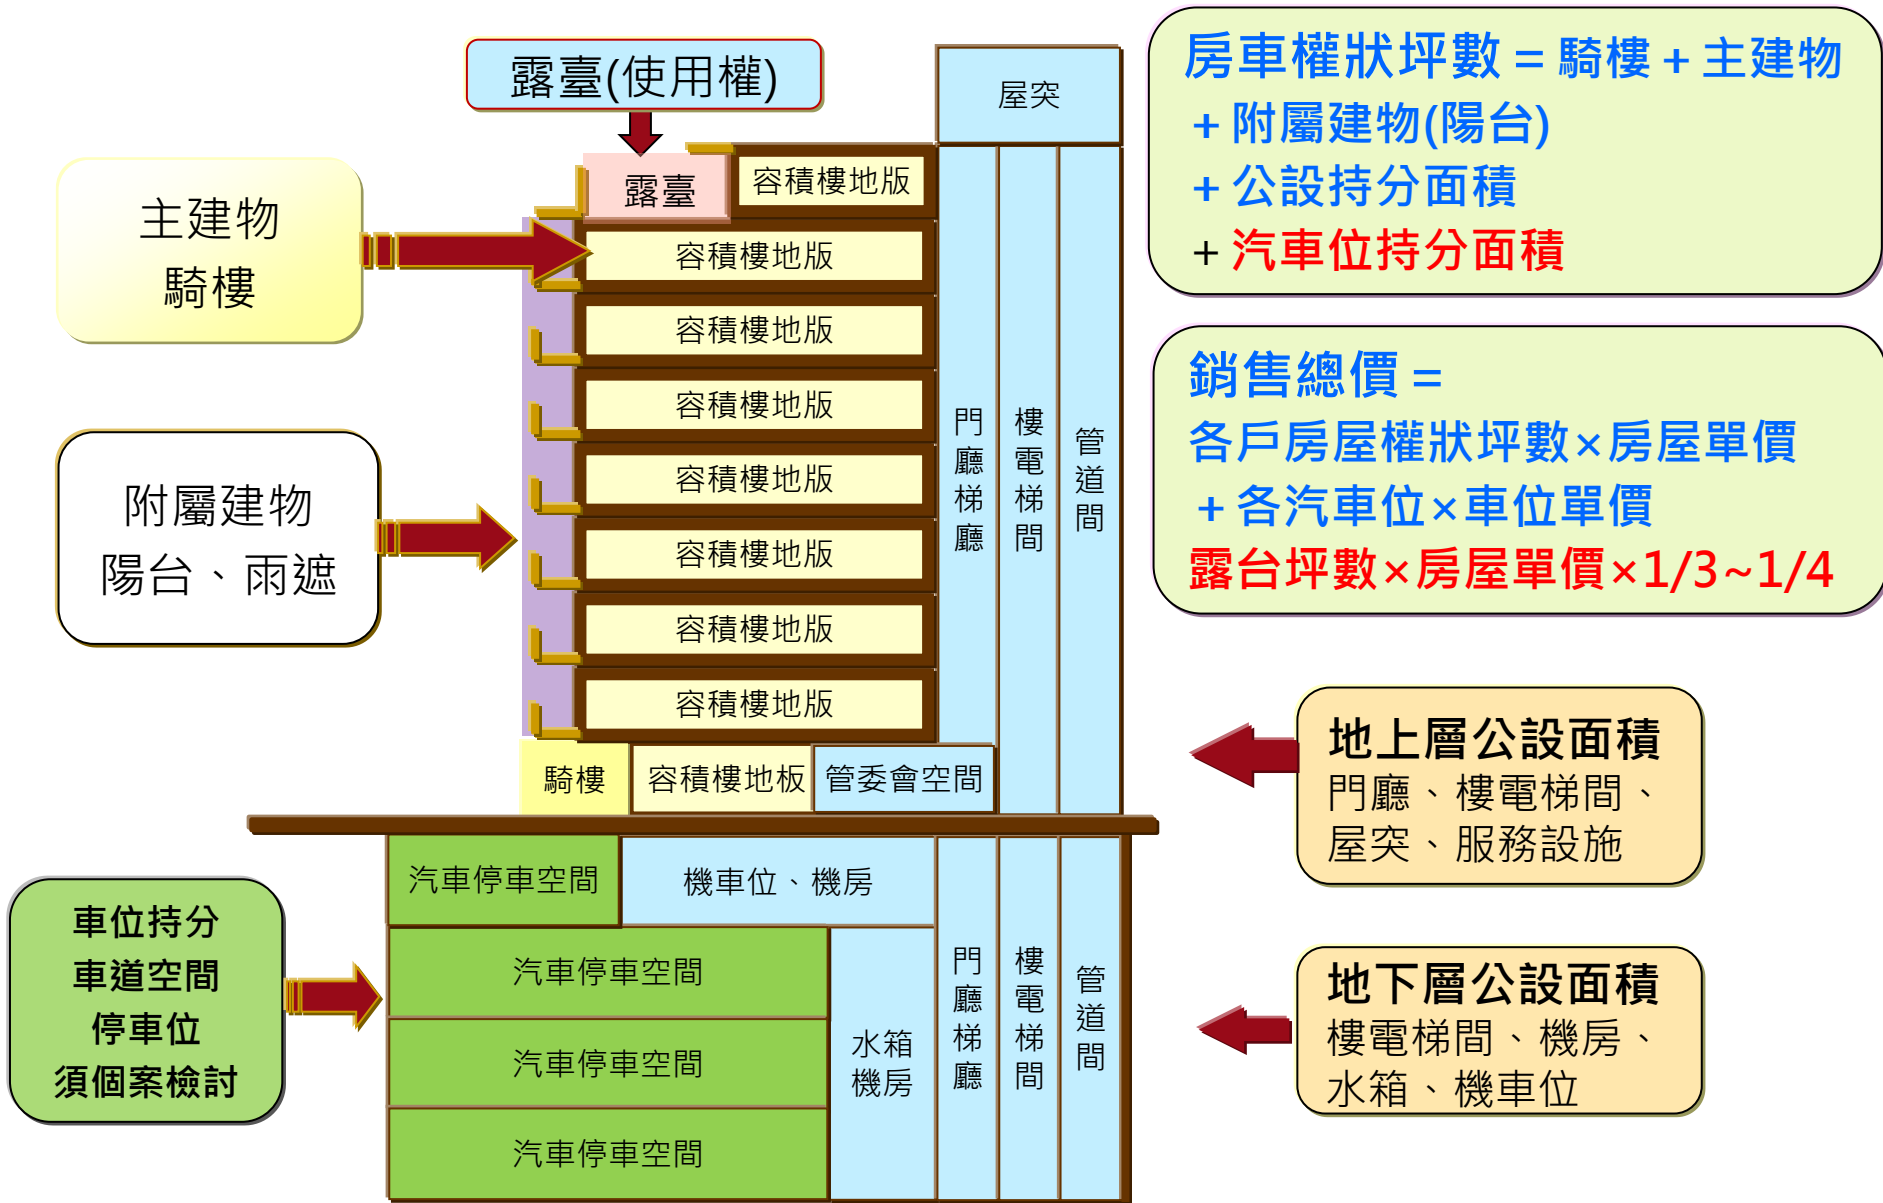 露臺(使用權)
屋突
房車權狀坪數 = 騎樓 + 主建物
+ 附屬建物(陽台)
+ 公設持分面積
+ 汽車位持分面積
主建物
騎樓
露臺
容積樓地版
容積樓地版
容積樓地版
容積樓地版
容積樓地版
容積樓地版
容積樓地版
容積樓地版
門廳梯廳
樓電梯間
管道間
銷售總價 =
各戶房屋權狀坪數×房屋單價
+ 各汽車位×車位單價
露台坪數×房屋單價×1/3~1/4
附屬建物
陽台、雨遮
騎樓
容積樓地板
管委會空間
地上層公設面積
門廳、樓電梯間、
屋突、服務設施
汽車停車空間
機車位、機房
車位持分
車道空間
停車位
須個案檢討
汽車停車空間
汽車停車空間
汽車停車空間
水箱
機房
門廳梯廳
樓電梯間
管道間
地下層公設面積
樓電梯間、機房、
水箱、機車位